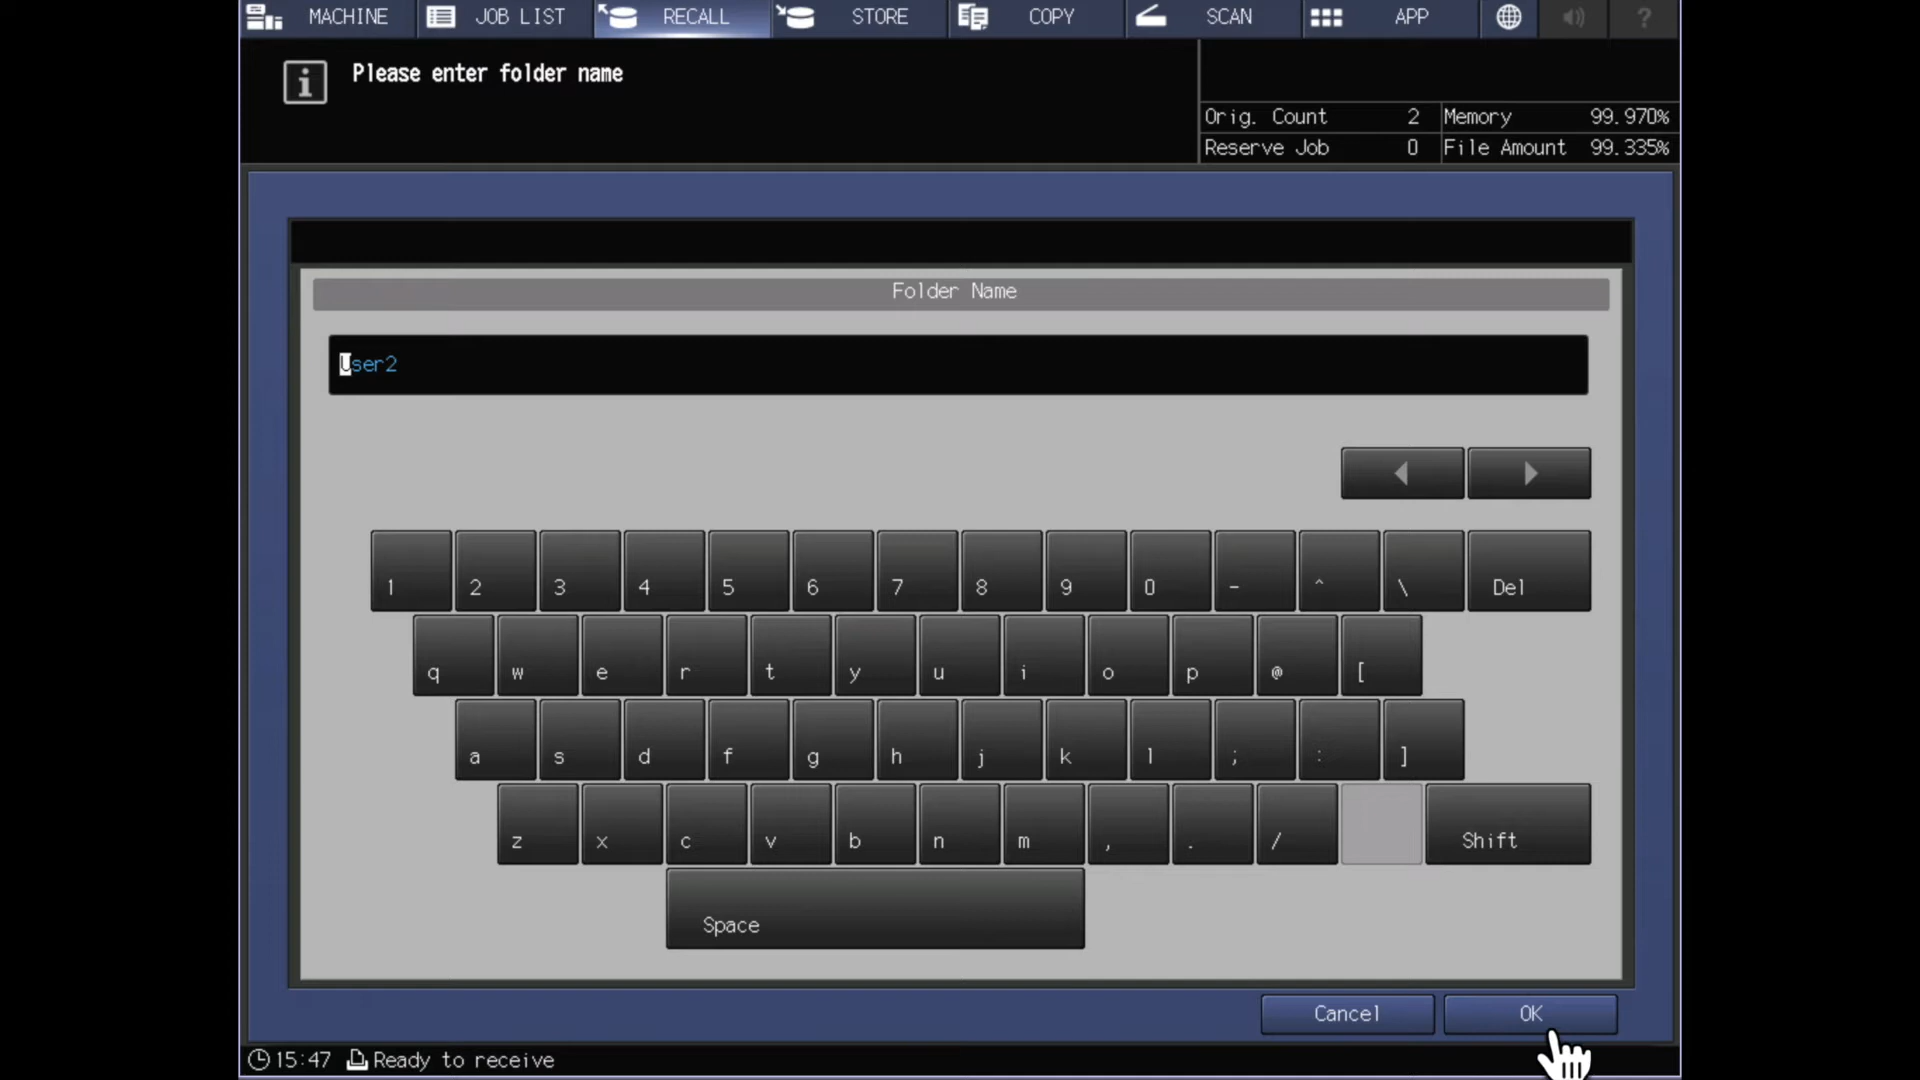 MACHINE JOB LIST RECALL STORE COPY SCAN APP ?
i Please enter folder name
Orig. Count 2 Memory 99.970%
Reserve Job 0 File Amount 99.335%
Folder Name
User2
1 2 3 4 5 6 7 8 9 0 - ^ \ Del
q w e r t y u i o p @ [
a s d f g h j k l ; : ]
z x c v b n m , . / Shift
Space
Cancel OK
15:47 Ready to receive